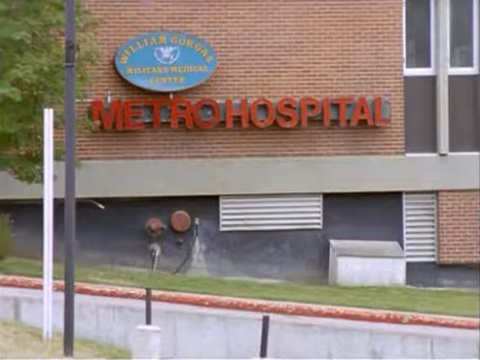 WILLIAM GORGAS
MILITARY MEDICAL
CENTER
METRO HOSPITAL